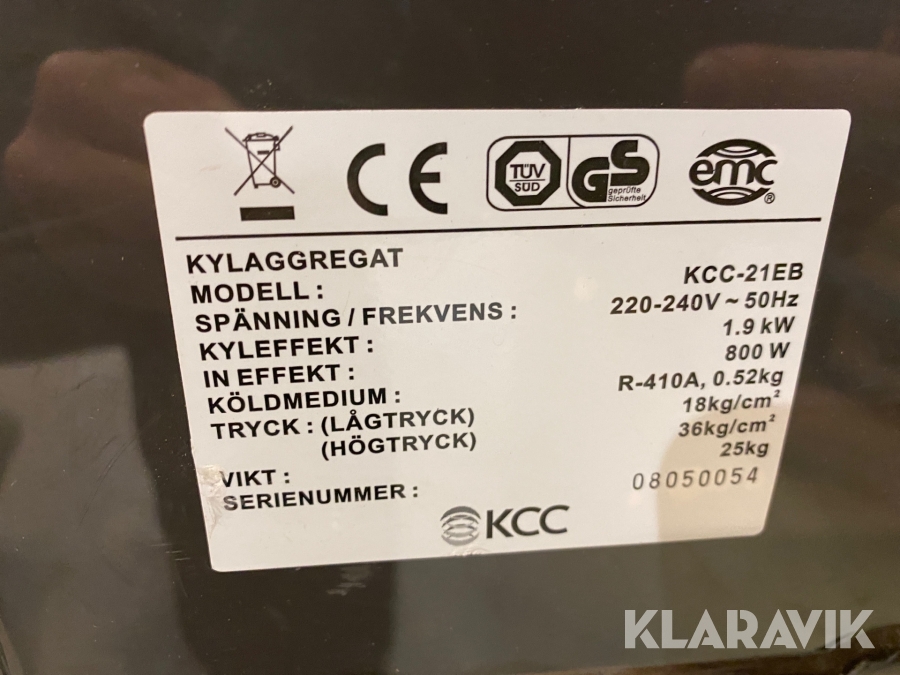 CE
TÜV
SÜD
GS
geprüfte
Sicherheit
emc
®
KYLAGGREGAT
MODELL : KCC-21EB
SPÄNNING / FREKVENS : 220-240V ~ 50Hz
KYLEFFEKT : 1.9 kW
IN EFFEKT : 800 W
KÖLDMEDIUM : R-410A, 0.52kg
TRYCK : (LÅGTRYCK) 18kg/cm²
(HÖGTRYCK) 36kg/cm²
VIKT : 25kg
SERIENUMMER : 08050054
KCC
KLARAVIK